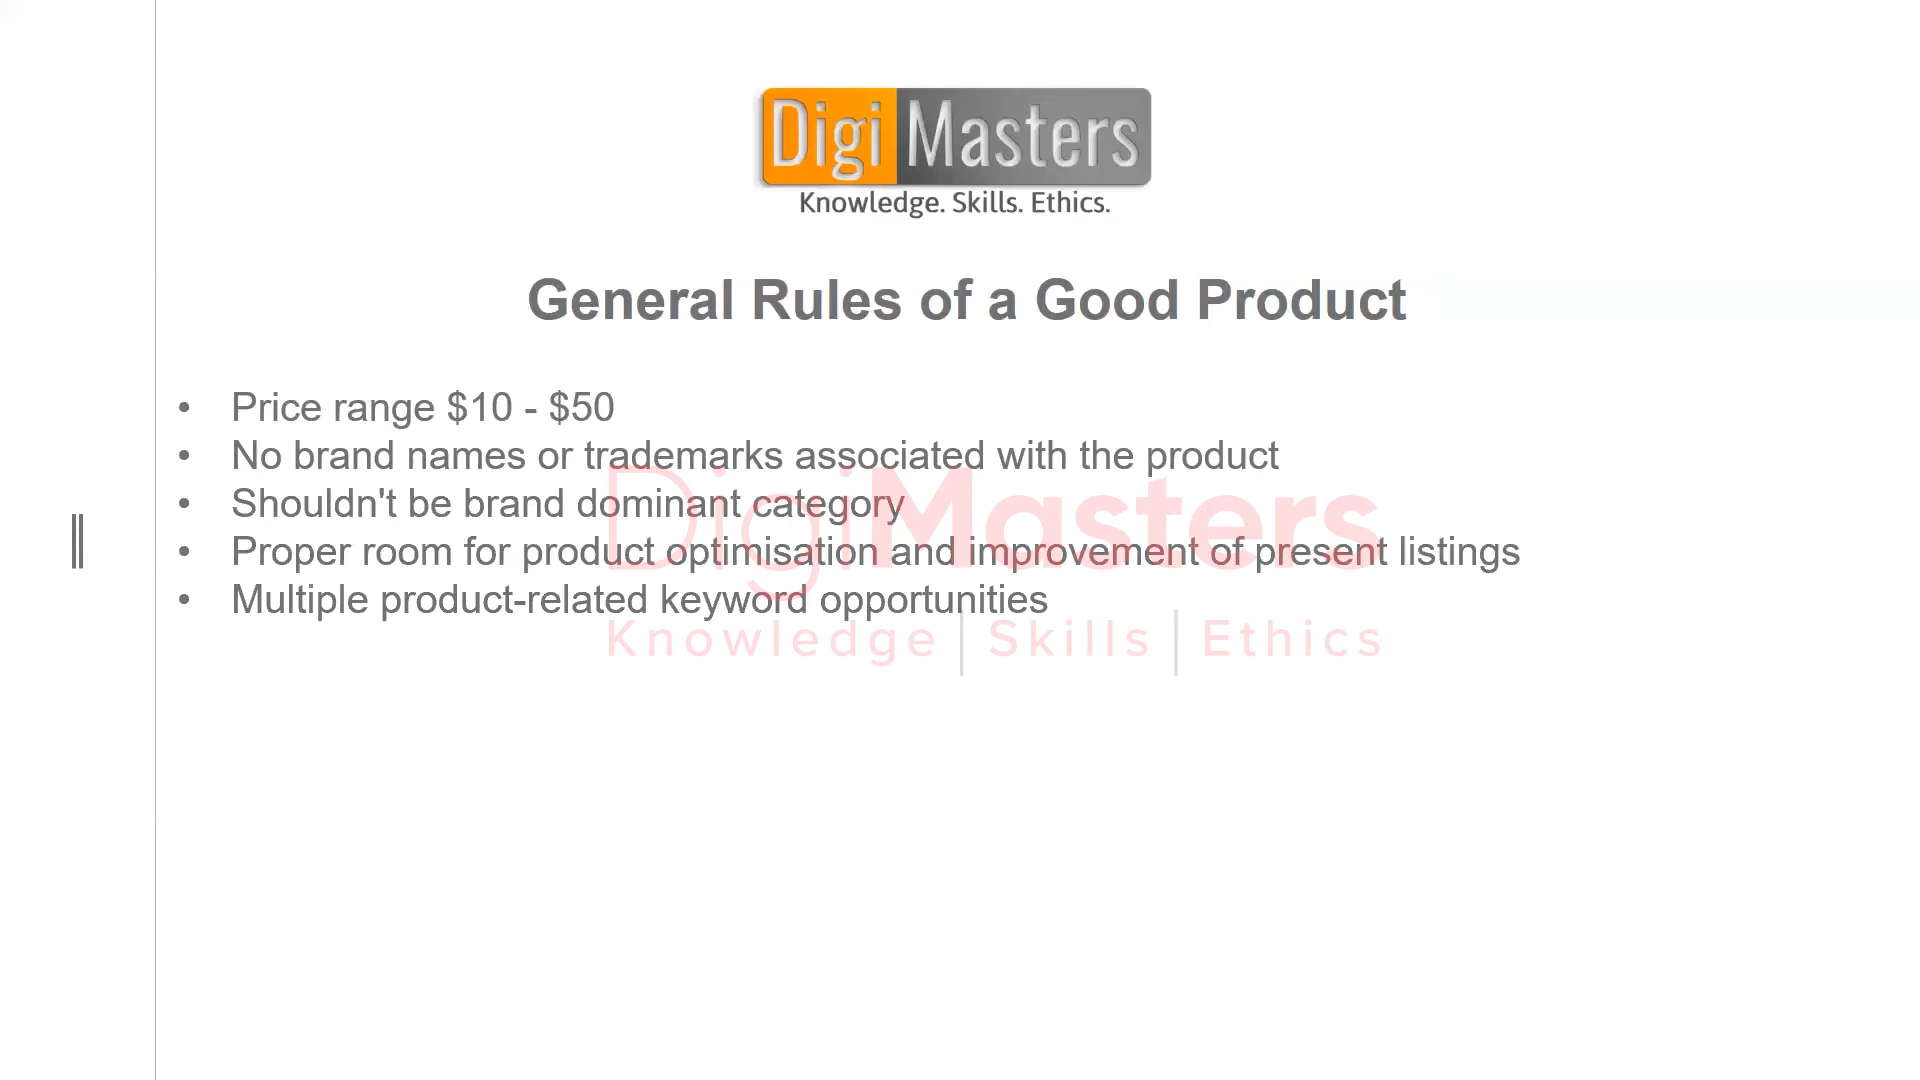 Digi Masters
Knowledge. Skills. Ethics.
General Rules of a Good Product
• Price range $10 - $50
• No brand names or trademarks associated with the product
• Shouldn't be brand dominant category
• Proper room for product optimisation and improvement of present listings
• Multiple product-related keyword opportunities
DigiMasters
Knowledge | Skills | Ethics